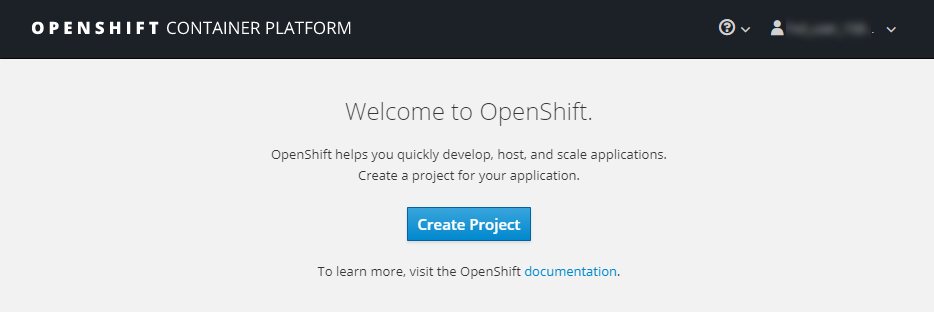 OPENSHIFT CONTAINER PLATFORM
Welcome to OpenShift.
OpenShift helps you quickly develop, host, and scale applications.
Create a project for your application.
Create Project
To learn more, visit the OpenShift documentation.